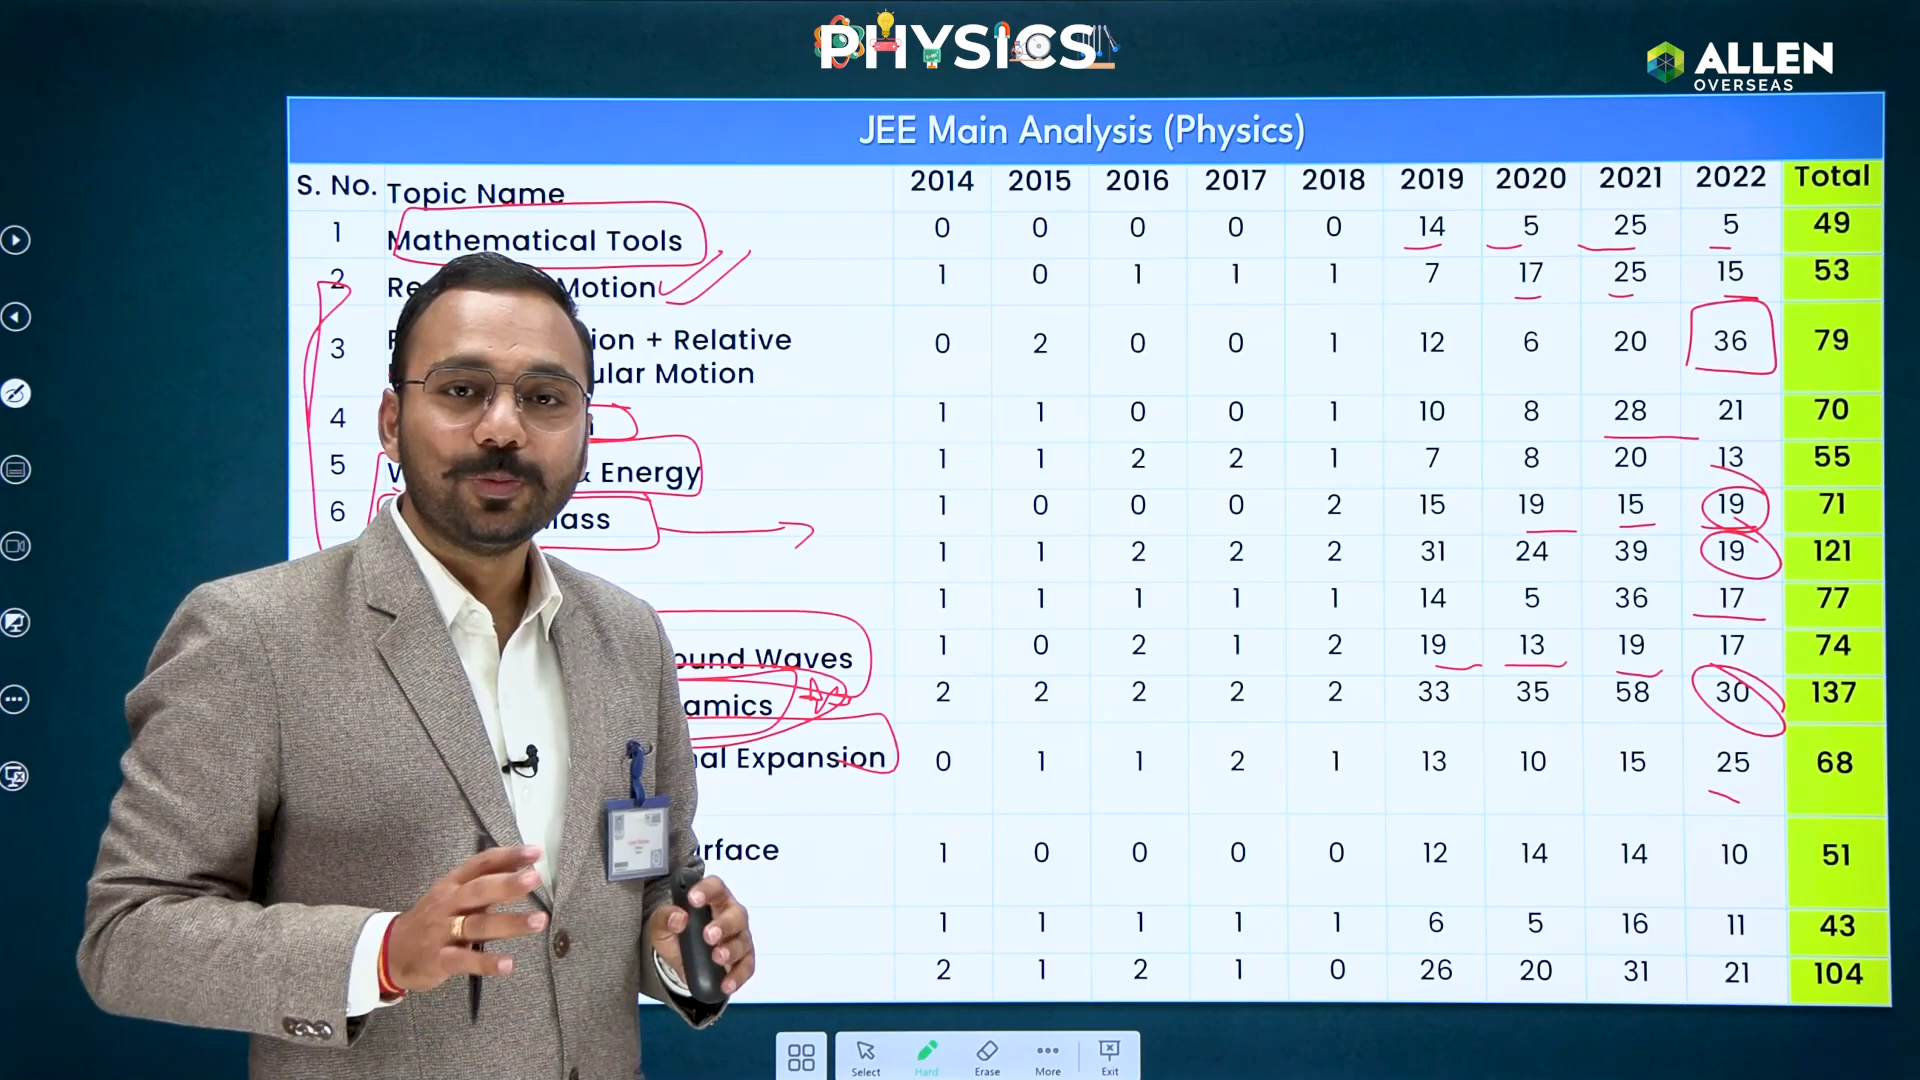 PHYSICS
ALLEN
OVERSEAS
JEE Main Analysis (Physics)
S. No. Topic Name 2014 2015 2016 2017 2018 2019 2020 2021 2022 Total
1 Mathematical Tools 0 0 0 0 0 14 5 25 5 49
2 Motion 1 0 1 1 1 7 17 25 15 53
3 + Relative 0 2 0 0 1 12 6 20 36 79
Motion
4 1 1 0 0 1 10 8 28 21 70
5 & Energy 1 1 2 2 1 7 8 20 13 55
6 Mass 1 0 0 0 2 15 19 15 19 71
1 1 2 2 2 31 24 39 19 121
1 1 1 1 1 14 5 36 17 77
Waves 1 0 2 1 2 19 13 19 17 74
2 2 2 2 2 33 35 58 30 137
Expansion 0 1 1 2 1 13 10 15 25 68
1 0 0 0 0 12 14 14 10 51
1 1 1 1 1 6 5 16 11 43
2 1 2 1 0 26 20 31 21 104
Select Hard Erase More Exit